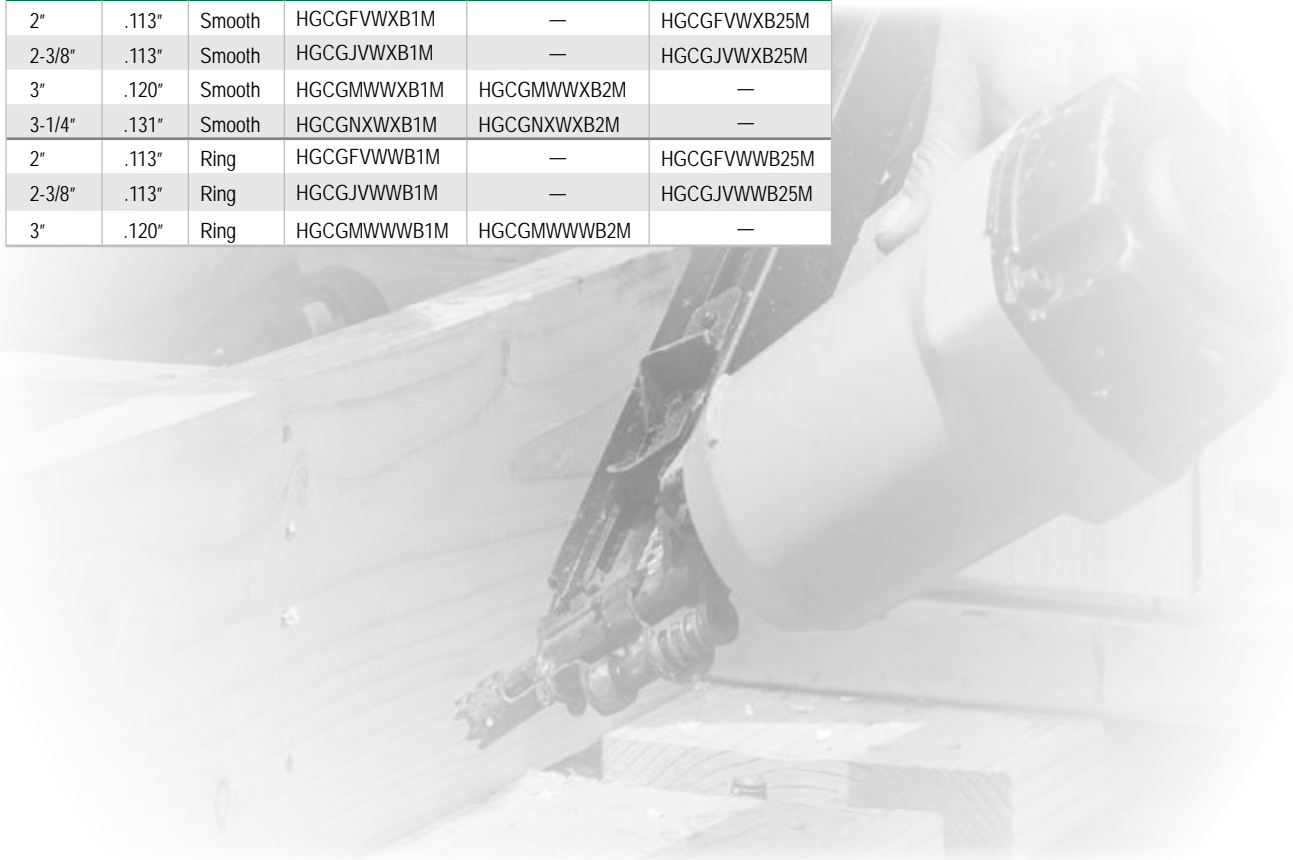 2" .113" Smooth HGCGFVWXB1M — HGCGFVWXB25M
2-3/8" .113" Smooth HGCGJVWXB1M — HGCGJVWXB25M
3" .120" Smooth HGCGMWWXB1M HGCGMWWXB2M —
3-1/4" .131" Smooth HGCGNXWXB1M HGCGNXWXB2M —
2" .113" Ring HGCGFVWWB1M — HGCGFVWWB25M
2-3/8" .113" Ring HGCGJVWWB1M — HGCGJVWWB25M
3" .120" Ring HGCGMWWWB1M HGCGMWWWB2M —